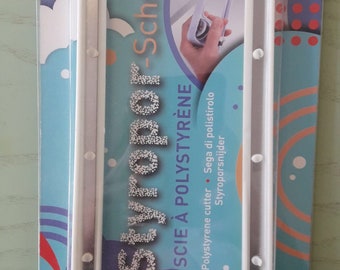 Styropor-Sch
SCIE À POLYSTYRÈNE
Polystyrene cutter • Sega di polistirolo
Styroporsnijder